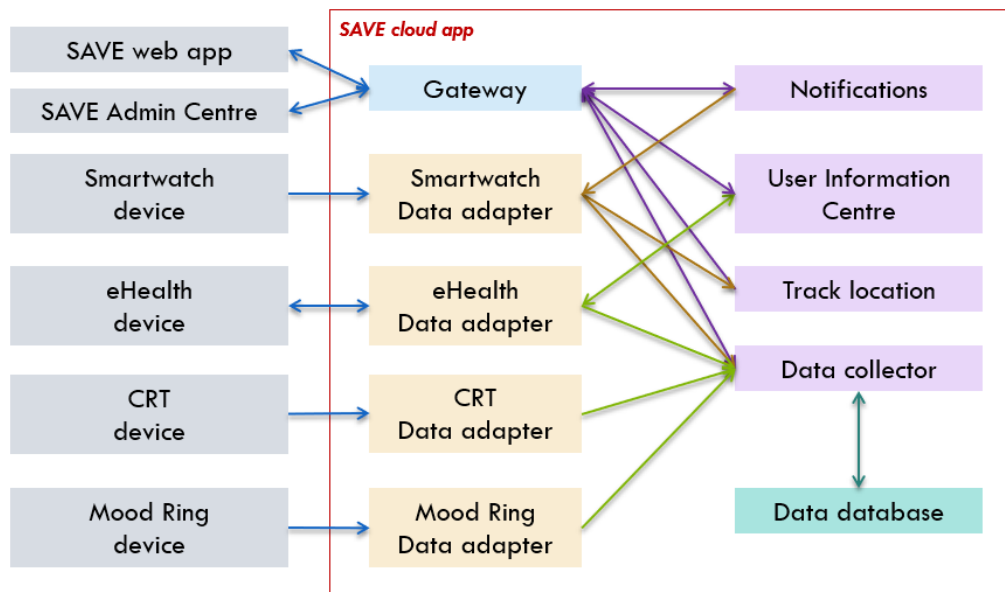 SAVE cloud app
SAVE web app
Gateway
Notifications
SAVE Admin Centre
Smartwatch
device
Smartwatch
Data adapter
User Information
Centre
eHealth
device
eHealth
Data adapter
Track location
CRT
device
CRT
Data adapter
Data collector
Mood Ring
device
Mood Ring
Data adapter
Data database